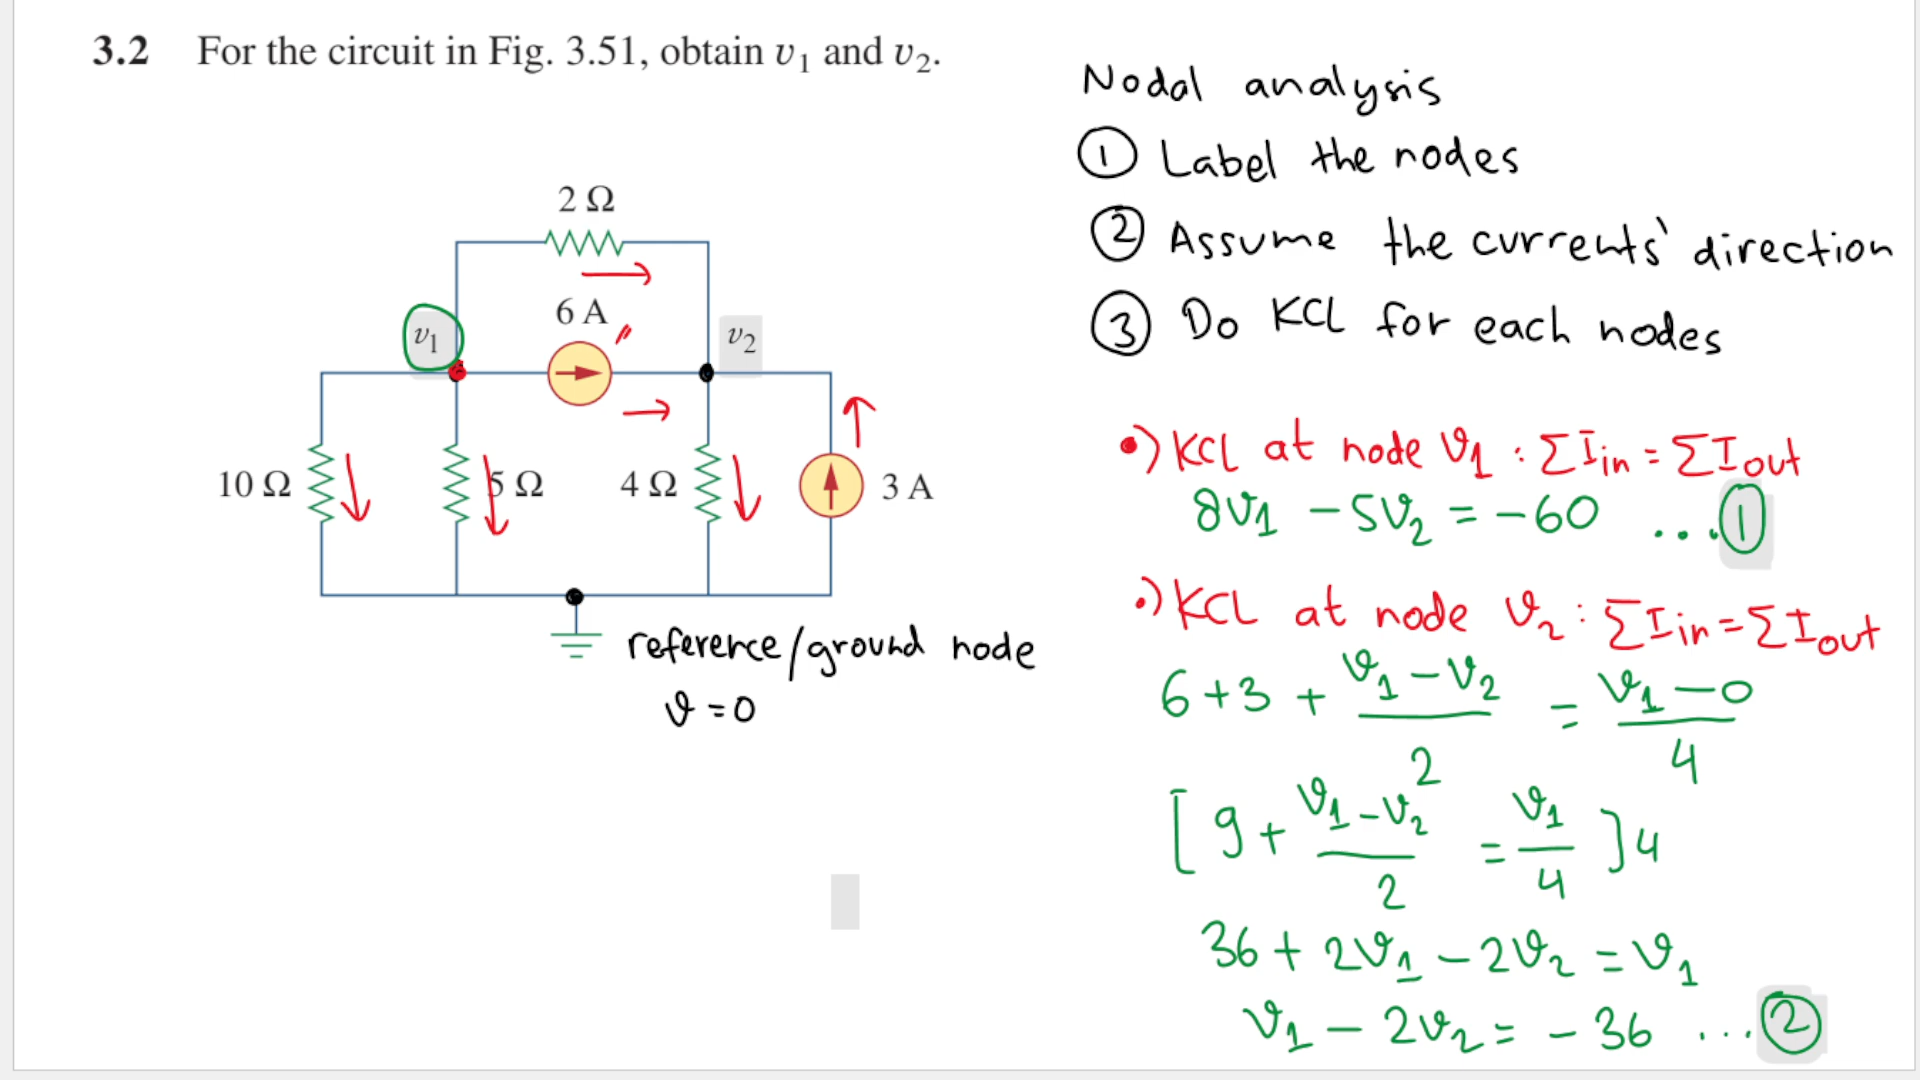 3.2 For the circuit in Fig. 3.51, obtain v₁ and v₂.
2 Ω
6 A
v₁
v₂
10 Ω
5 Ω
4 Ω
3 A
reference/ground node
v = 0
Nodal analysis
① Label the nodes
② Assume the currents' direction
③ Do KCL for each nodes
•) KCL at node v₁ : ΣIin = ΣIout
8v₁ − 5v₂ = −60 ...①
•) KCL at node v₂ : ΣIin = ΣIout
6 + 3 + (v₁ − v₂)/2 = (v₁ − 0)/4
[9 + (v₁ − v₂)/2 = v₁/4]4
36 + 2v₁ − 2v₂ = v₁
v₁ − 2v₂ = −36 ...②